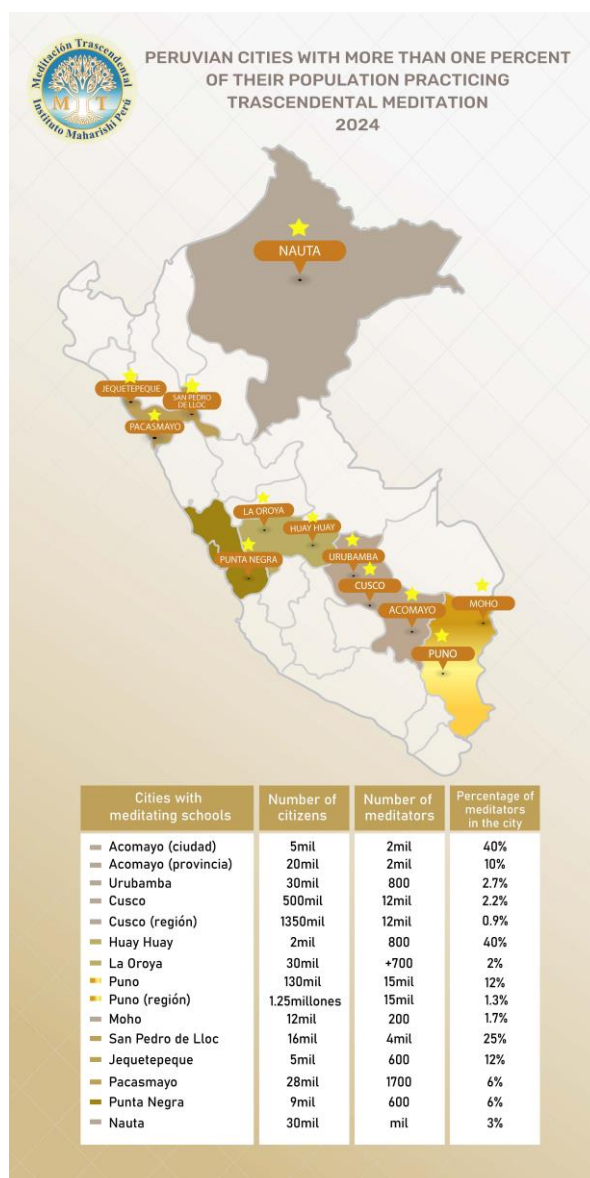 Meditación Trascendental
M T
Instituto Maharishi Perú
PERUVIAN CITIES WITH MORE THAN ONE PERCENT
OF THEIR POPULATION PRACTICING
TRASCENDENTAL MEDITATION
2024
NAUTA
JEQUETEPEQUE
SAN PEDRO
DE LLOC
PACASMAYO
LA OROYA
HUAY HUAY
PUNTA NEGRA
URUBAMBA
CUSCO
ACOMAYO
MOHO
PUNO
Cities with
meditating schools
Number of
citizens
Number of
meditators
Percentage of
meditators
in the city
Acomayo (ciudad) 5mil 2mil 40%
Acomayo (provincia) 20mil 2mil 10%
Urubamba 30mil 800 2.7%
Cusco 500mil 12mil 2.2%
Cusco (región) 1350mil 12mil 0.9%
Huay Huay 2mil 800 40%
La Oroya 30mil +700 2%
Puno 130mil 15mil 12%
Puno (región) 1.25millones 15mil 1.3%
Moho 12mil 200 1.7%
San Pedro de Lloc 16mil 4mil 25%
Jequetepeque 5mil 600 12%
Pacasmayo 28mil 1700 6%
Punta Negra 9mil 600 6%
Nauta 30mil mil 3%